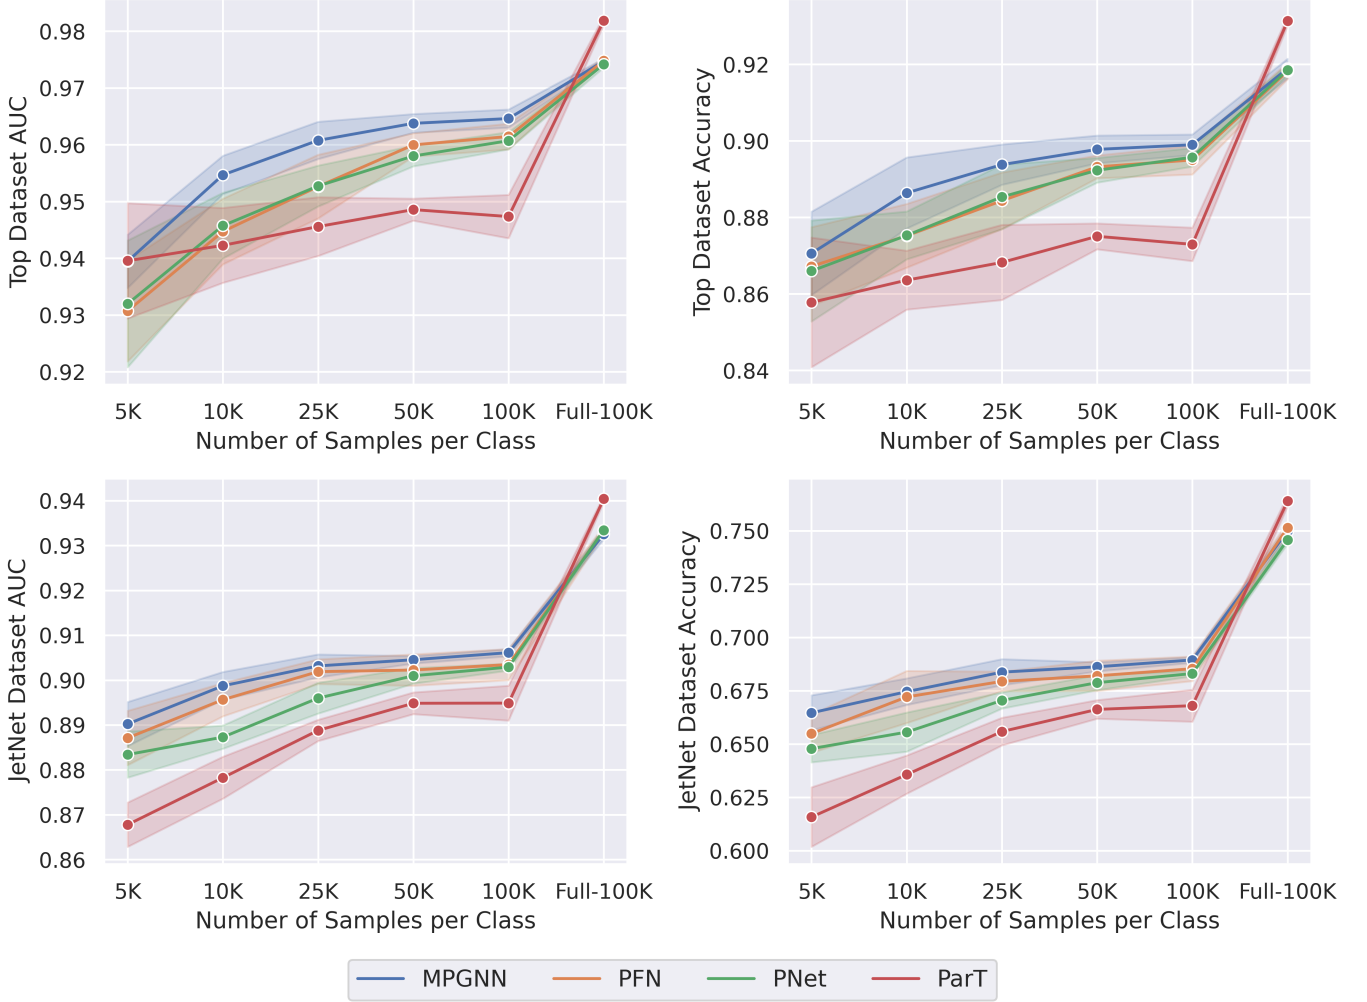 Top Dataset AUC
0.98
0.97
0.96
0.95
0.94
0.93
0.92
5K 10K 25K 50K 100K Full-100K
Number of Samples per Class
Top Dataset Accuracy
0.92
0.90
0.88
0.86
0.84
5K 10K 25K 50K 100K Full-100K
Number of Samples per Class
JetNet Dataset AUC
0.94
0.93
0.92
0.91
0.90
0.89
0.88
0.87
0.86
5K 10K 25K 50K 100K Full-100K
Number of Samples per Class
JetNet Dataset Accuracy
0.750
0.725
0.700
0.675
0.650
0.625
0.600
5K 10K 25K 50K 100K Full-100K
Number of Samples per Class
MPGNN PFN PNet ParT